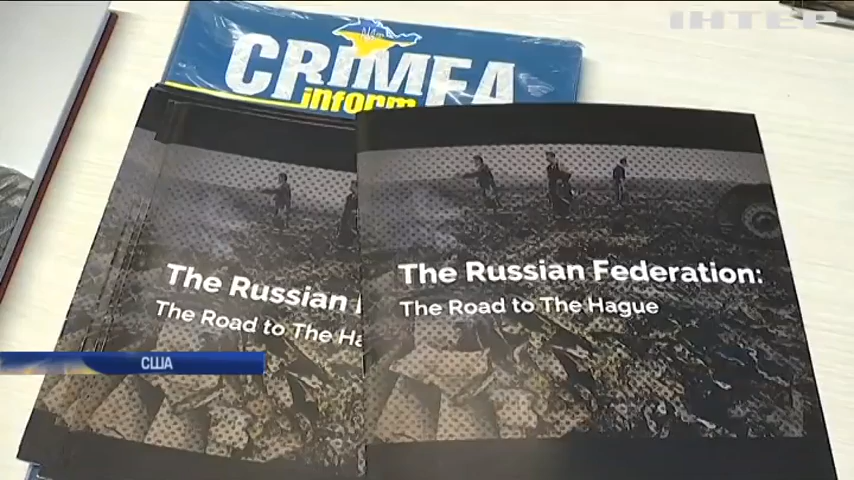 ІНТЕР
CRIMEA
inform
The Russian
The Road to The Ha
The Russian Federation:
The Road to The Hague
США